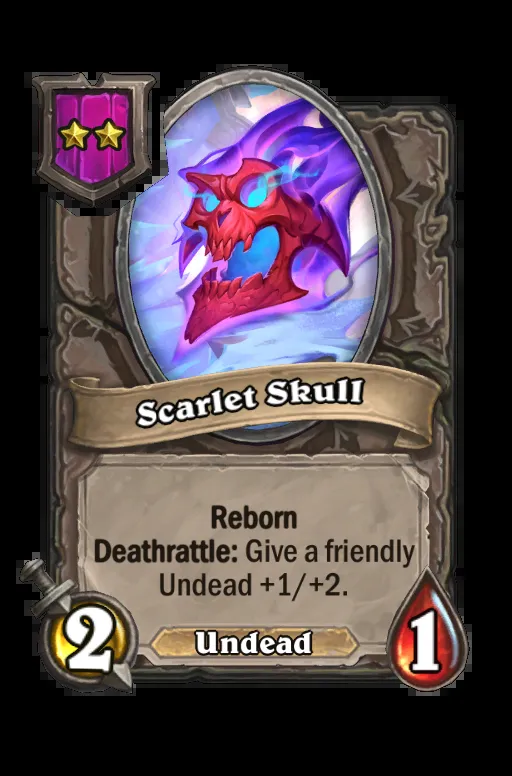 Scarlet Skull
Reborn
Deathrattle: Give a friendly
Undead +1/+2.
2
Undead
1